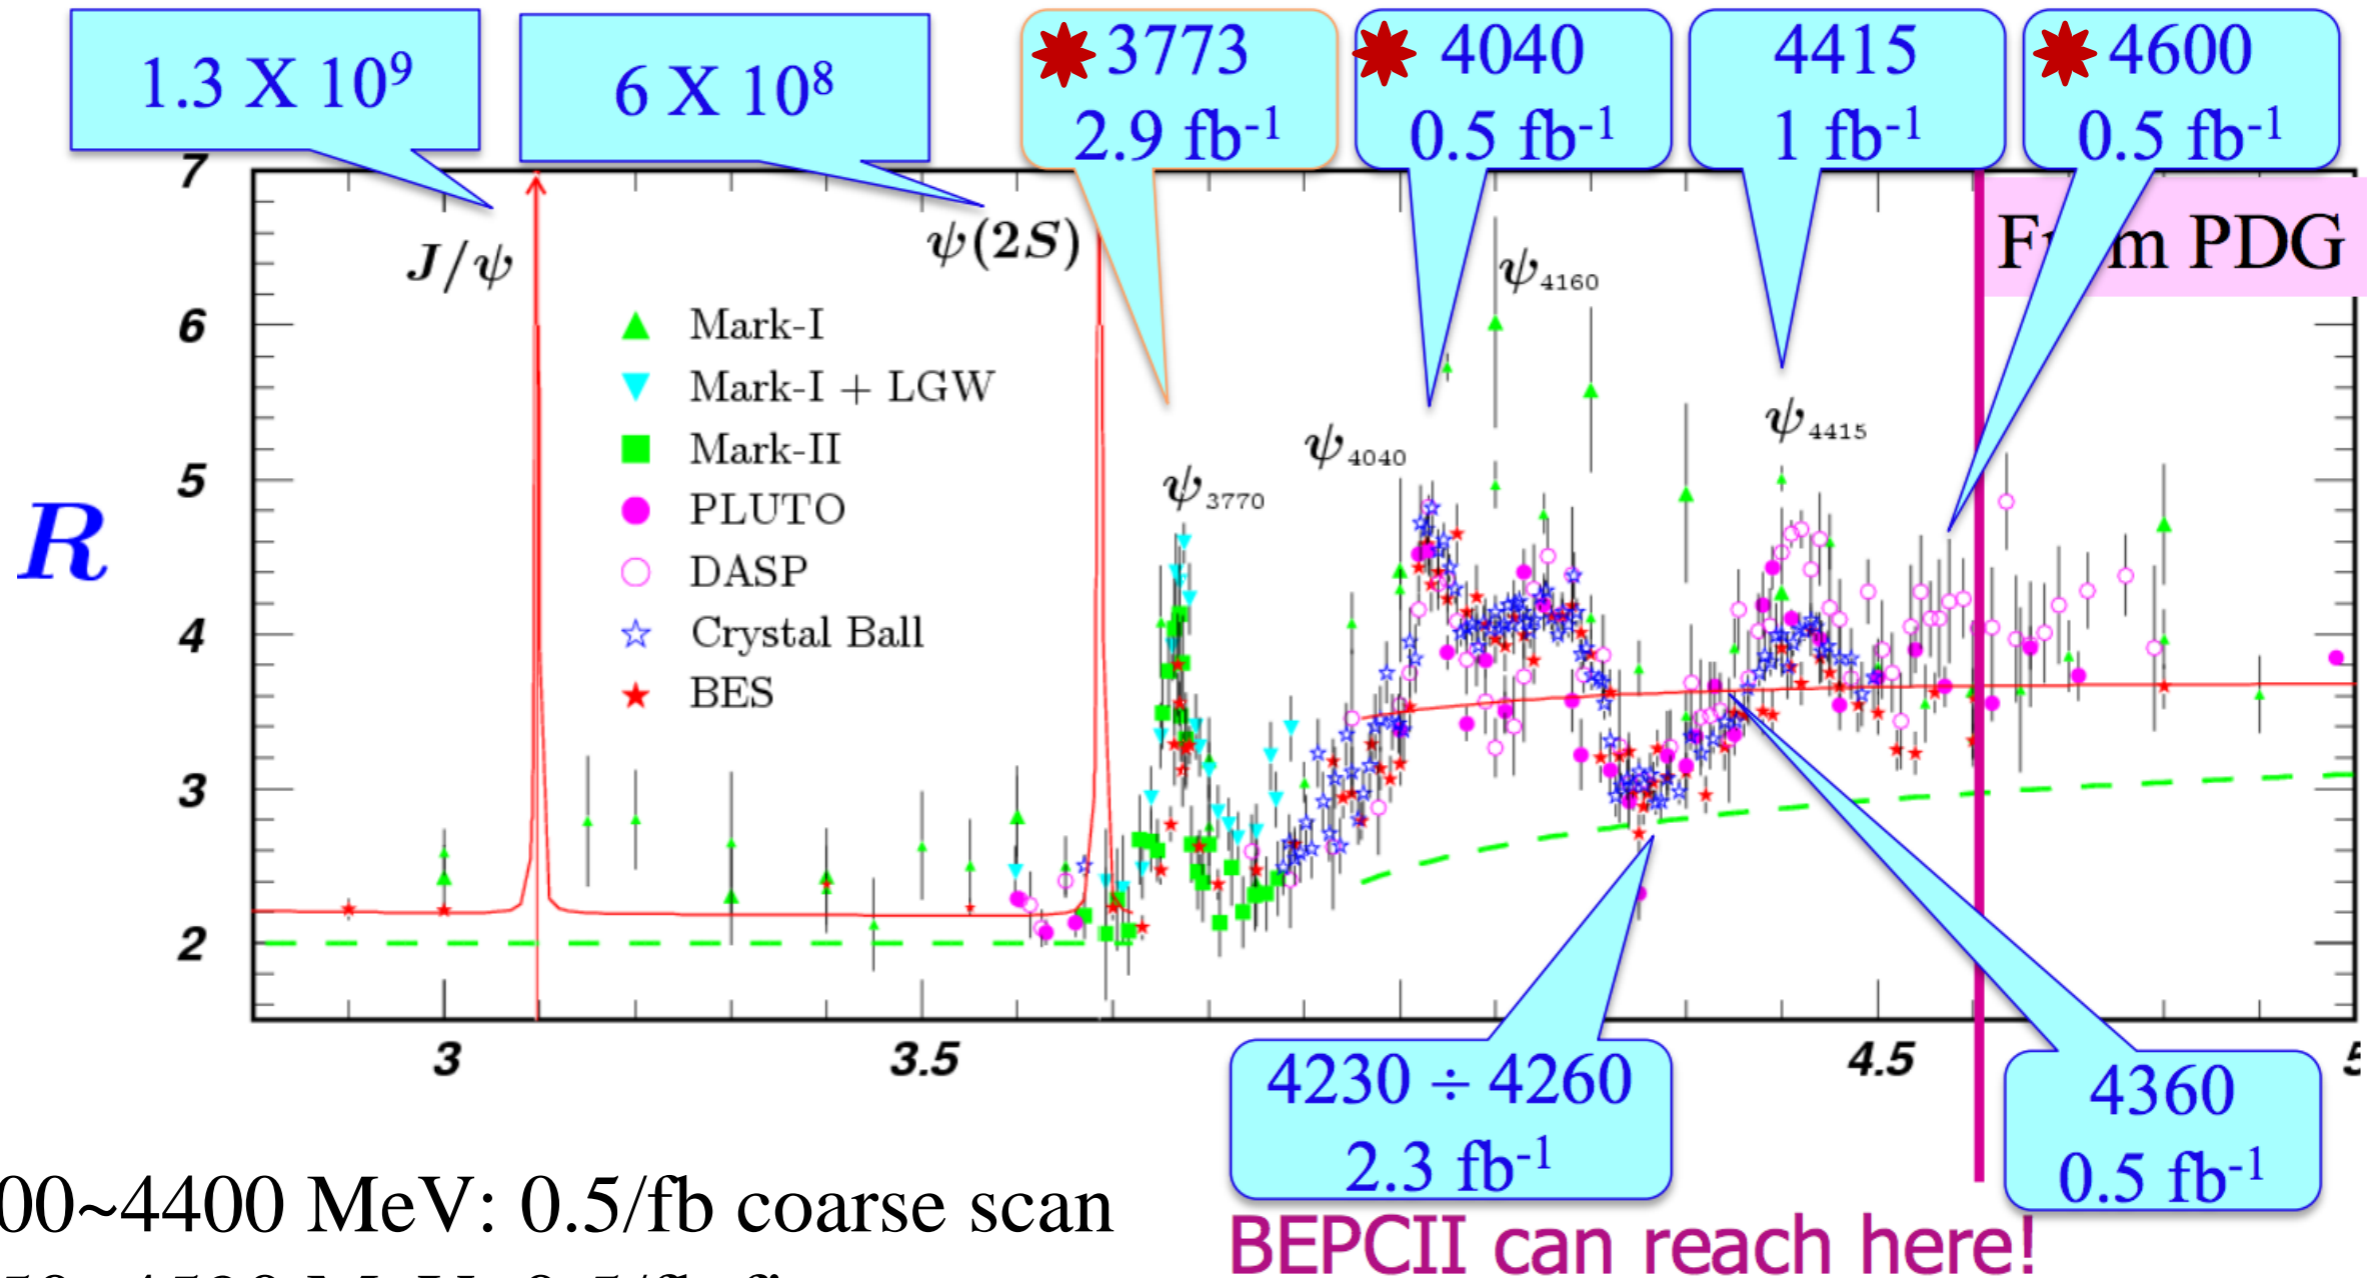 1.3 X 10⁹
6 X 10⁸
3773
2.9 fb⁻¹
4040
0.5 fb⁻¹
4415
1 fb⁻¹
4600
0.5 fb⁻¹
From PDG
J/ψ
ψ(2S)
ψ4160
Mark-I
Mark-I + LGW
Mark-II
PLUTO
DASP
Crystal Ball
BES
ψ3770
ψ4040
ψ4415
R
7
6
5
4
3
2
3
3.5
4.5
5
4230 ÷ 4260
2.3 fb⁻¹
4360
0.5 fb⁻¹
00~4400 MeV: 0.5/fb coarse scan
BEPCII can reach here!